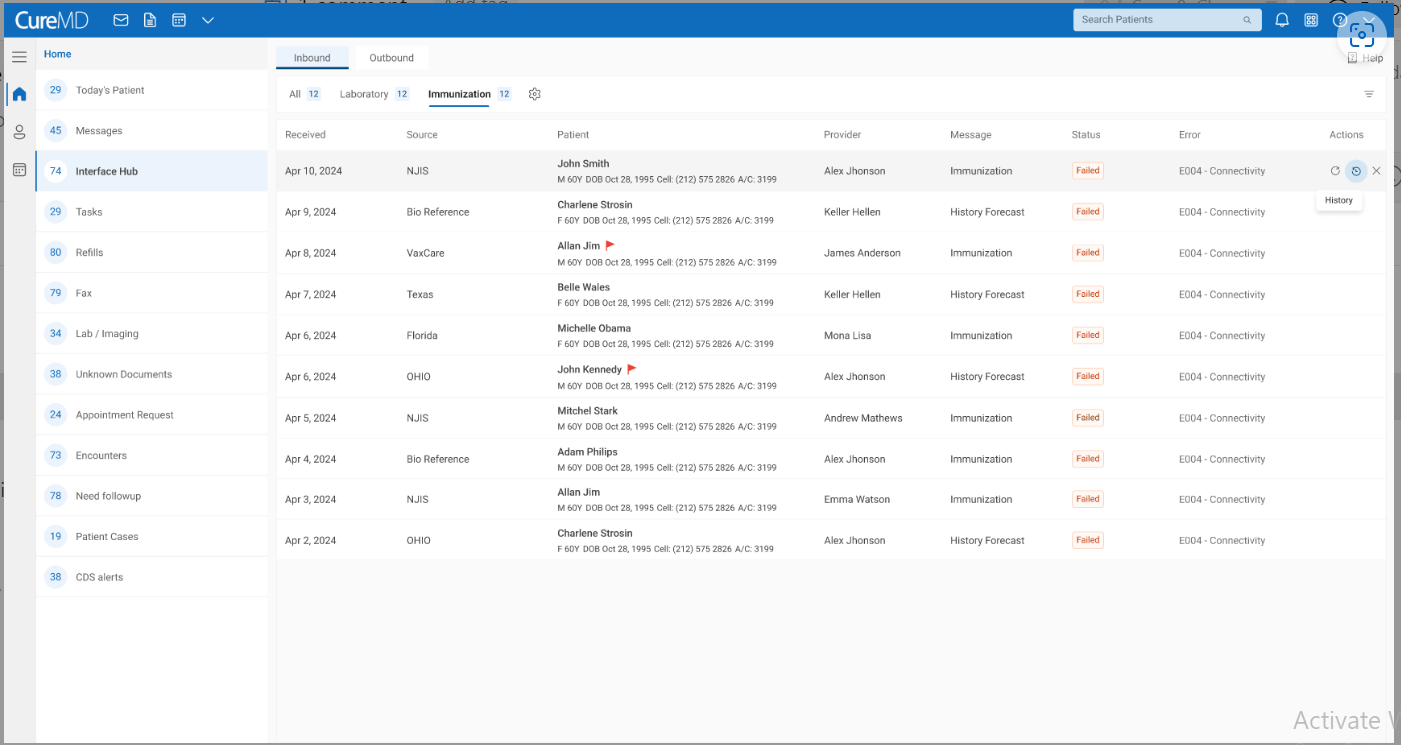 CureMD
Search Patients
Help
Home
Inbound Outbound
29 Today's Patient
45 Messages
74 Interface Hub
29 Tasks
80 Refills
79 Fax
34 Lab / Imaging
38 Unknown Documents
24 Appointment Request
73 Encounters
78 Need followup
19 Patient Cases
38 CDS alerts
All 12 Laboratory 12 Immunization 12
Received Source Patient Provider Message Status Error Actions
Apr 10, 2024 NJIS John Smith Alex Jhonson Immunization Failed E004 - Connectivity
M 60Y DOB Oct 28, 1995 Cell: (212) 575 2826 A/C: 3199
History
Apr 9, 2024 Bio Reference Charlene Strosin Keller Hellen History Forecast Failed E004 - Connectivity
F 60Y DOB Oct 28, 1995 Cell: (212) 575 2826 A/C: 3199
Apr 8, 2024 VaxCare Allan Jim James Anderson Immunization Failed E004 - Connectivity
M 60Y DOB Oct 28, 1995 Cell: (212) 575 2826 A/C: 3199
Apr 7, 2024 Texas Belle Wales Keller Hellen History Forecast Failed E004 - Connectivity
F 60Y DOB Oct 28, 1995 Cell: (212) 575 2826 A/C: 3199
Apr 6, 2024 Florida Michelle Obama Mona Lisa Immunization Failed E004 - Connectivity
F 60Y DOB Oct 28, 1995 Cell: (212) 575 2826 A/C: 3199
Apr 6, 2024 OHIO John Kennedy Alex Jhonson History Forecast Failed E004 - Connectivity
M 60Y DOB Oct 28, 1995 Cell: (212) 575 2826 A/C: 3199
Apr 5, 2024 NJIS Mitchel Stark Andrew Mathews Immunization Failed E004 - Connectivity
M 60Y DOB Oct 28, 1995 Cell: (212) 575 2826 A/C: 3199
Apr 4, 2024 Bio Reference Adam Philips Alex Jhonson Immunization Failed E004 - Connectivity
M 60Y DOB Oct 28, 1995 Cell: (212) 575 2826 A/C: 3199
Apr 3, 2024 NJIS Allan Jim Emma Watson Immunization Failed E004 - Connectivity
M 60Y DOB Oct 28, 1995 Cell: (212) 575 2826 A/C: 3199
Apr 2, 2024 OHIO Charlene Strosin Alex Jhonson History Forecast Failed E004 - Connectivity
F 60Y DOB Oct 28, 1995 Cell: (212) 575 2826 A/C: 3199
Activate